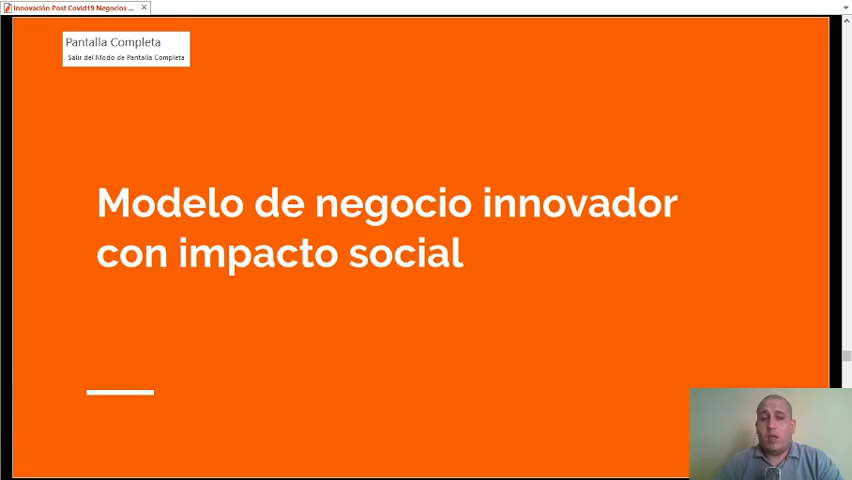 Innovación Post Covid19 Negocios ...
Pantalla Completa
Salir del Modo de Pantalla Completa
Modelo de negocio innovador
con impacto social